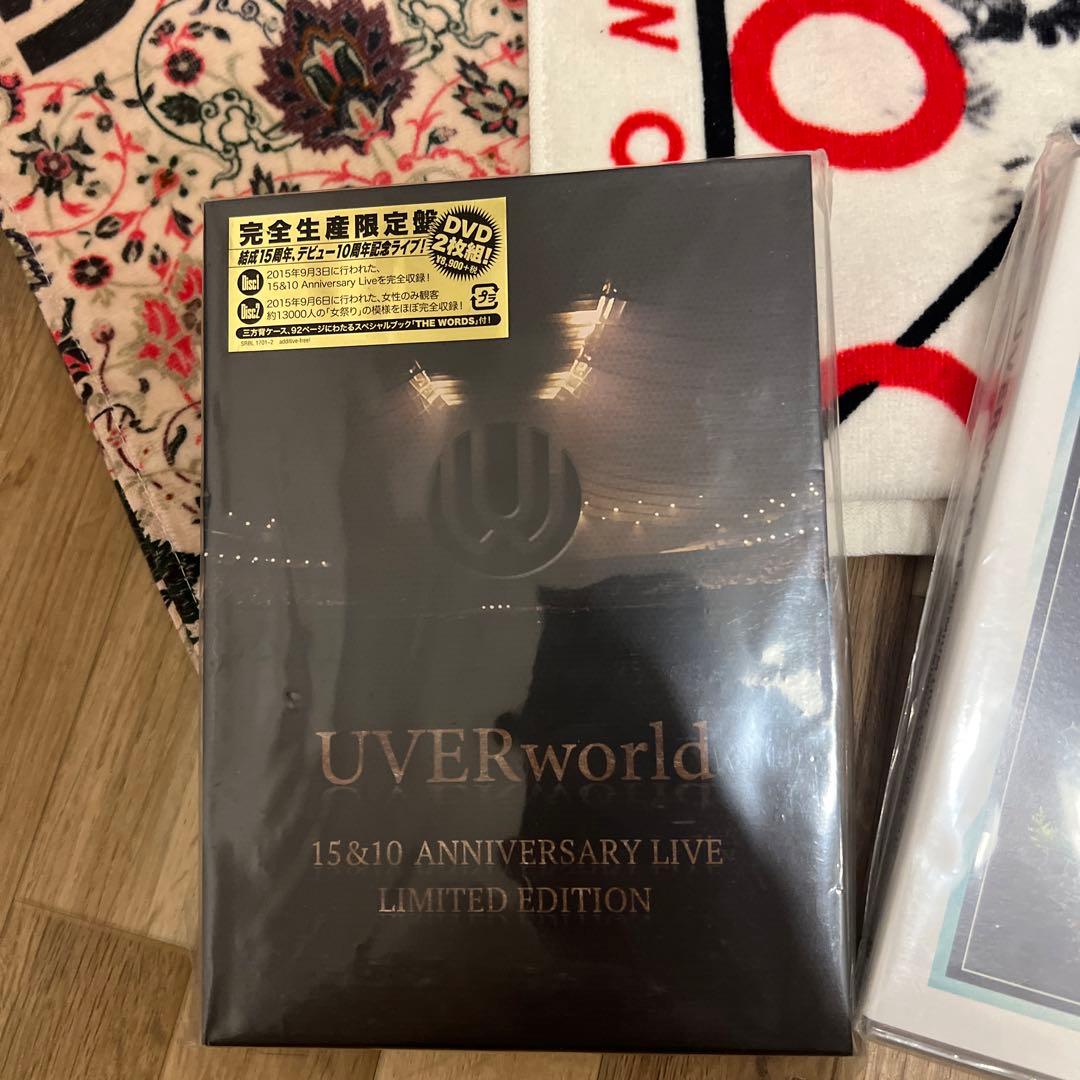 W
N
C
完全生産限定盤
結成15周年、デビュー10周年記念ライブ!
DVD
2枚組!
¥8,900+税
Disc1
2015年9月3日に行われた、
15&10 Anniversary Liveを完全収録!
Disc2
2015年9月6日に行われた、女性のみ観客
約13000人の「女祭り」の模様をほぼ完全収録!
プラ
三方背ケース、92ページにわたるスペシャルブック「THE WORDS」付!
SRBL 1701-2 additive-free!
UVERworld
15&10 ANNIVERSARY LIVE
LIMITED EDITION